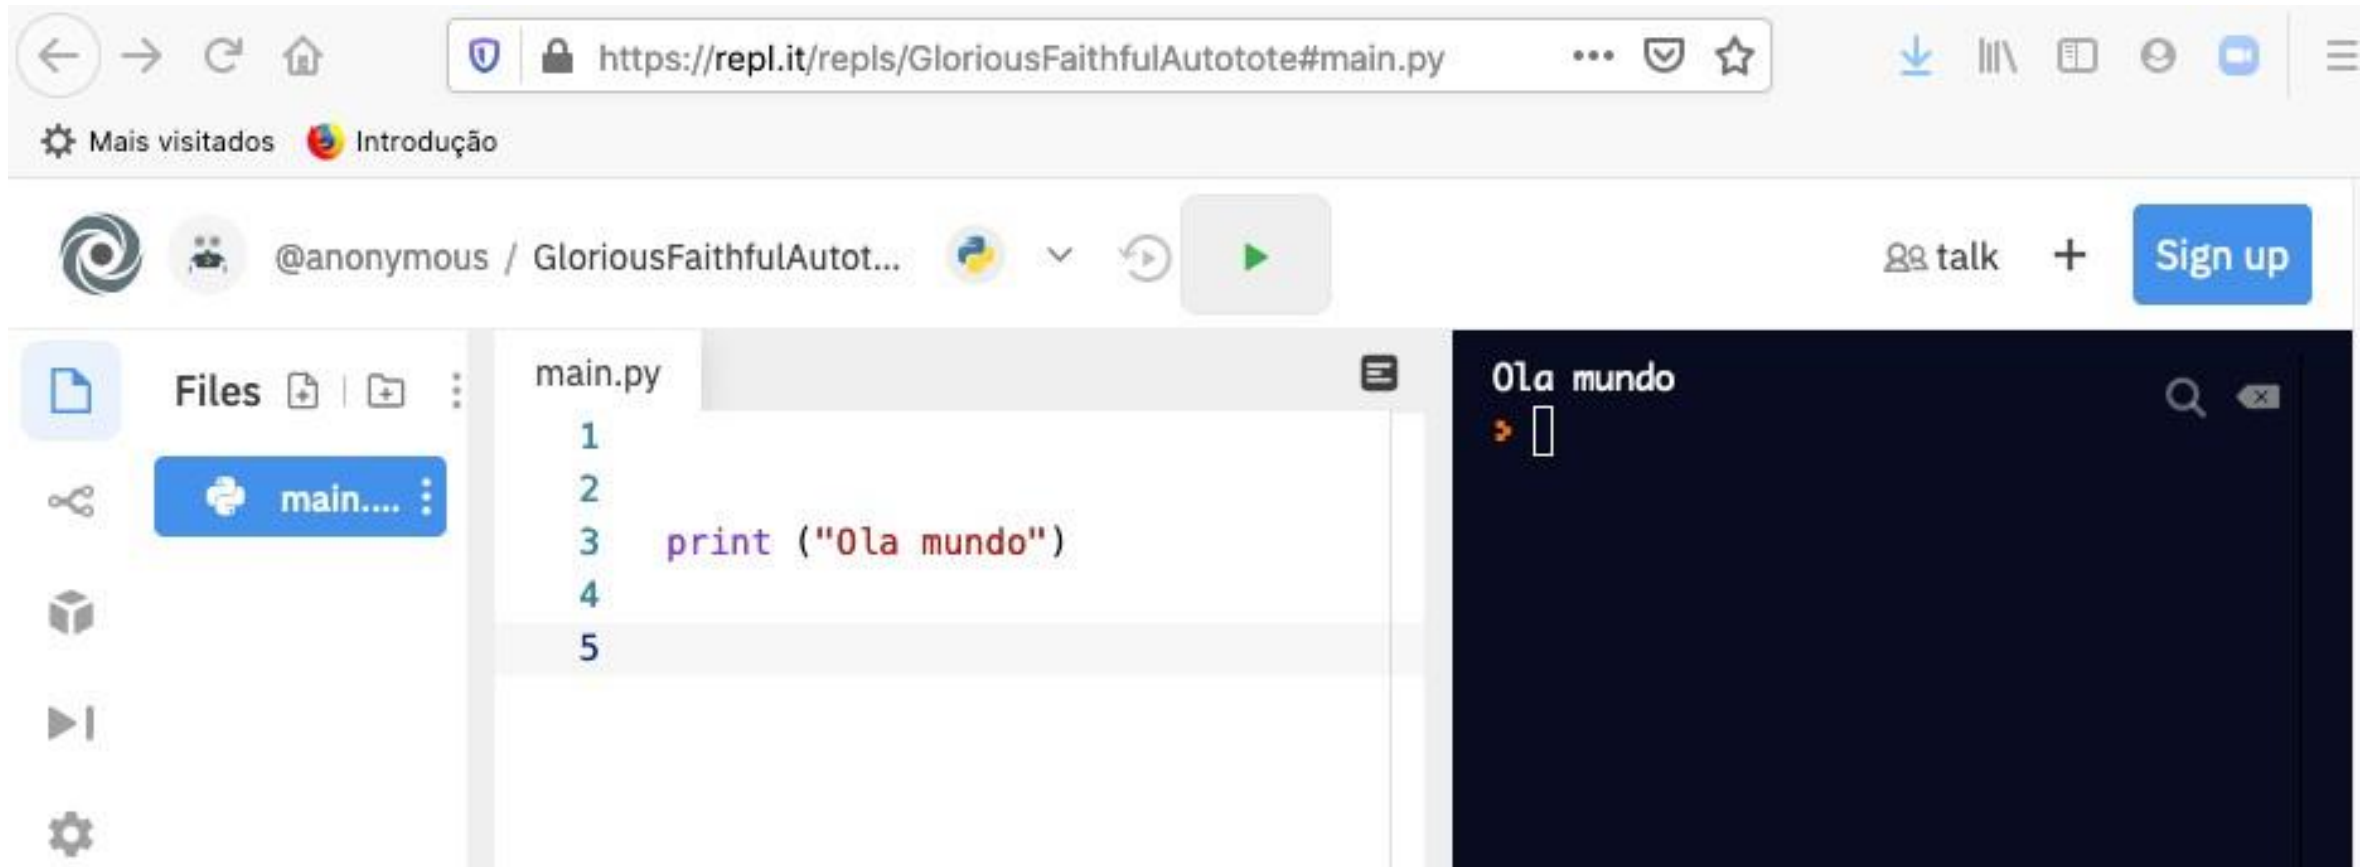 https://repl.it/repls/GloriousFaithfulAutotote#main.py
Mais visitados Introdução
@anonymous / GloriousFaithfulAutot... talk + Sign up
Files
main....
main.py
1
2
3 print ("Ola mundo")
4
5
Ola mundo
>